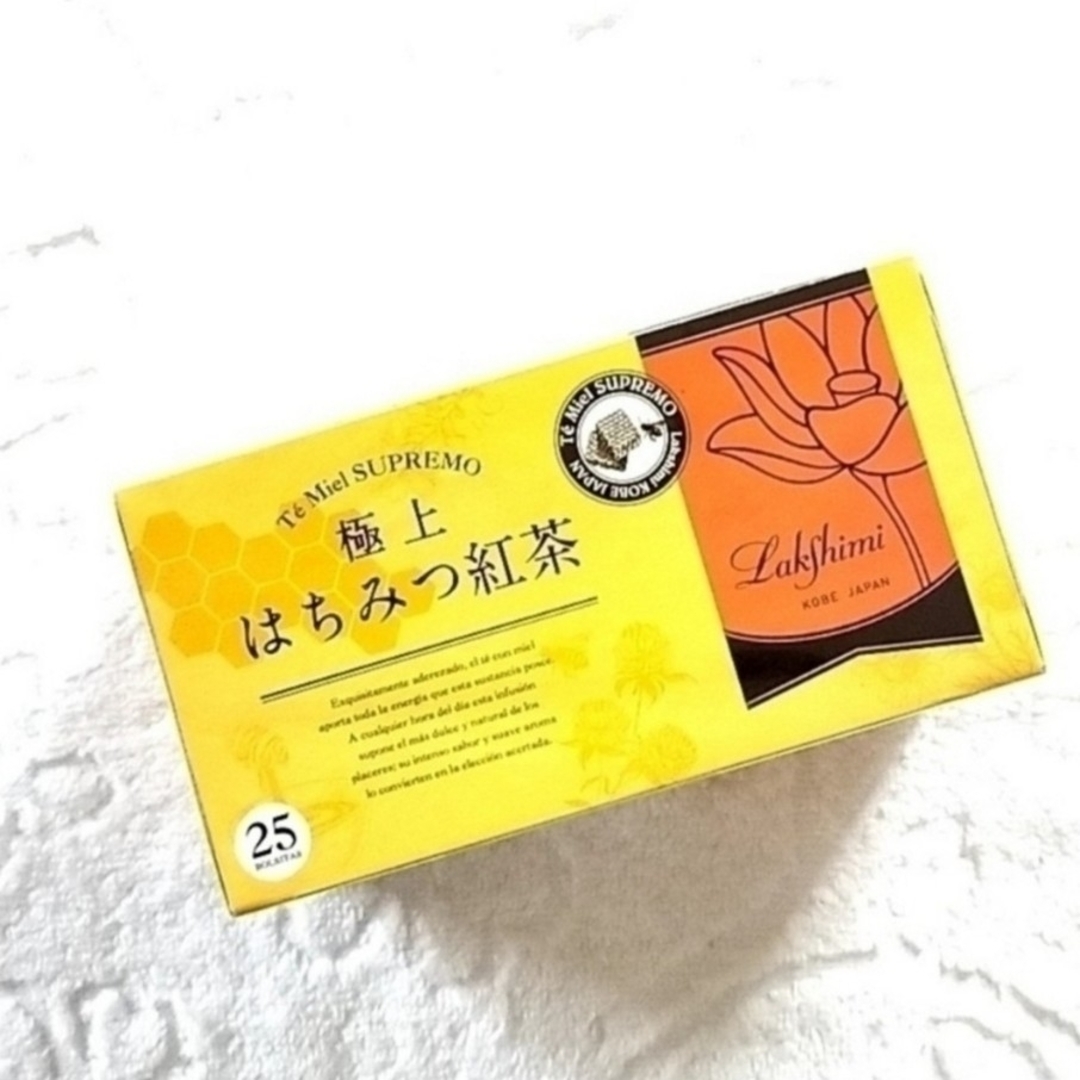 Té Miel SUPREMO
極上
はちみつ紅茶
Exquisitamente aderezado, el té con miel
aporta toda la energía que esta sustancia posee.
A cualquier hora del día esta infusión
supone el más dulce y natural de los
placeres: su intenso sabor y suave aroma
lo convierten en la elección acertada.
25
BOLSITAS
Té Miel SUPREMO
Lakshimi KOBE JAPAN
Lakshimi
KOBE JAPAN